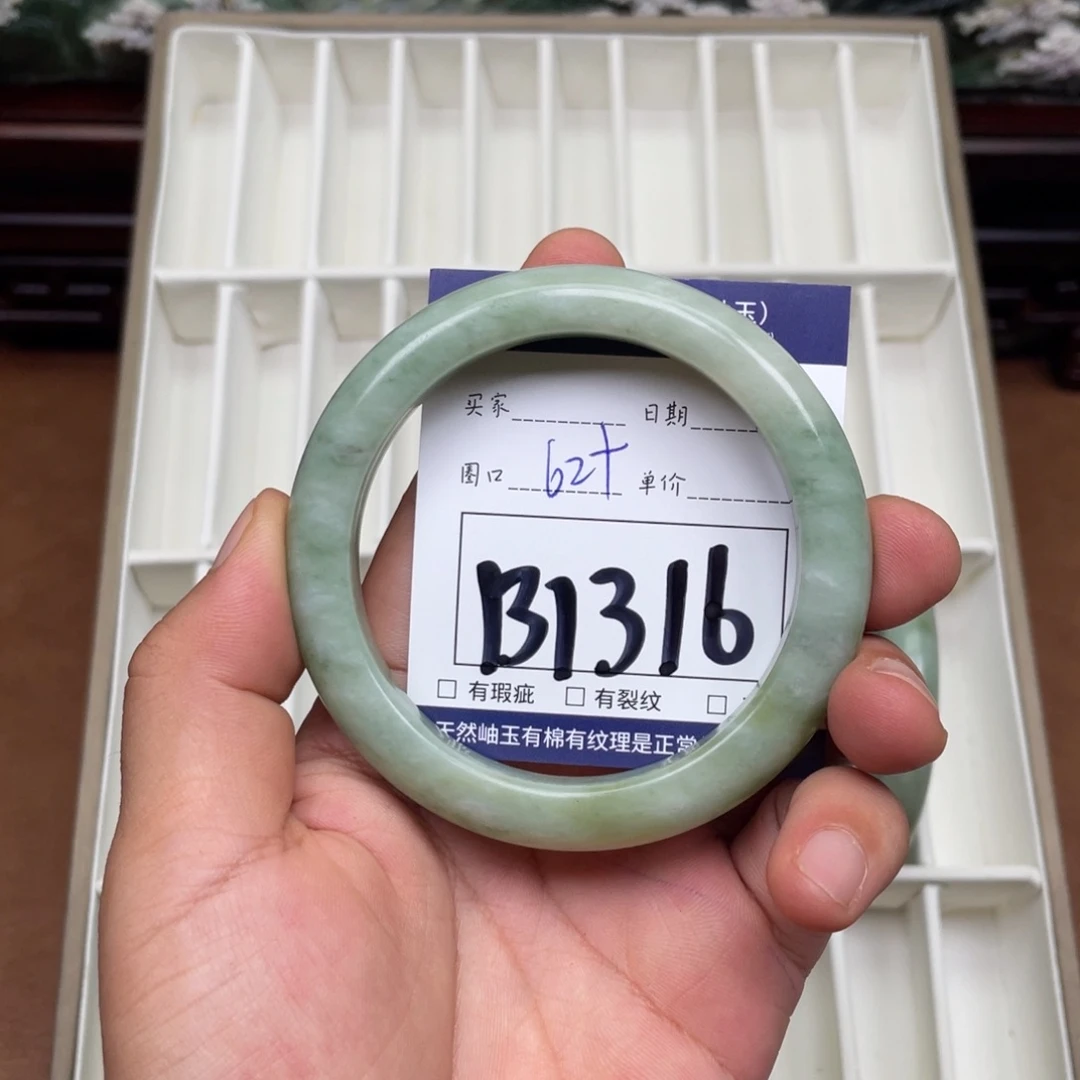 玉）
买家 日期
圈口 62+ 单价
B1316
□ 有瑕疵 □ 有裂纹 □
天然岫玉有棉有纹理是正常